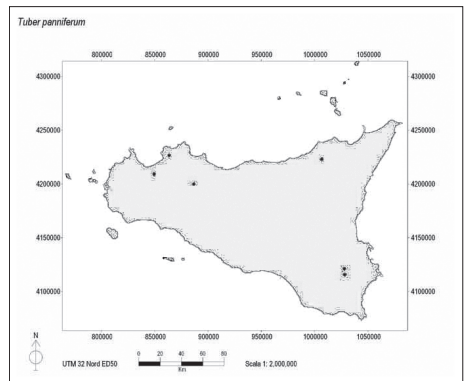 Tuber panniferum
800000 850000 900000 950000 1000000 1050000
4300000 4300000
4250000 4250000
4200000 4200000
4150000 4150000
4100000 4100000
800000 850000 900000 950000 1000000 1050000
N
UTM 32 Nord ED50
0 20 40 60 80
Km
Scala 1: 2,000,000